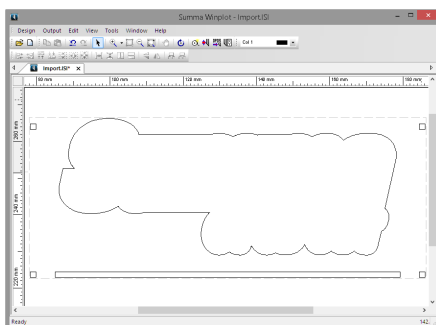 Summa Winplot - Import.ISI
Design Output Edit View Tools Window Help
Col 1
Import.ISI* x
80 mm 100 mm 120 mm 140 mm 160 mm 180 mm
260 mm
240 mm
220 mm
Ready 142.